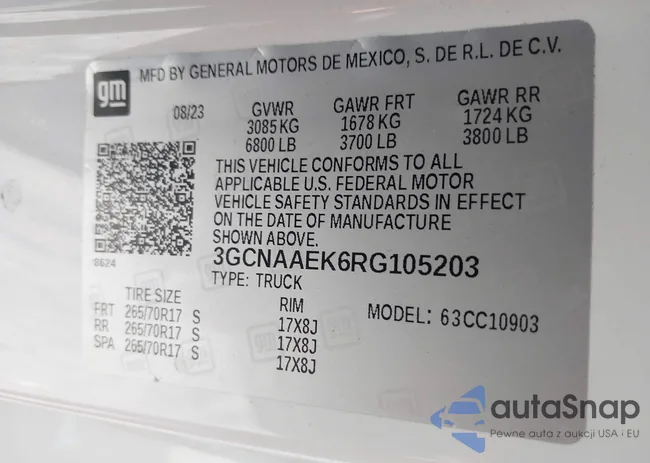 gm
MFD BY GENERAL MOTORS DE MEXICO, S. DE R.L. DE C.V.
08/23 GVWR GAWR FRT GAWR RR
3085 KG 1678 KG 1724 KG
6800 LB 3700 LB 3800 LB
THIS VEHICLE CONFORMS TO ALL
APPLICABLE U.S. FEDERAL MOTOR
VEHICLE SAFETY STANDARDS IN EFFECT
ON THE DATE OF MANUFACTURE
SHOWN ABOVE.
8624
3GCNAAEK6RG105203
TYPE: TRUCK
TIRE SIZE RIM MODEL: 63CC10903
FRT 265/70R17 S 17X8J
RR 265/70R17 S 17X8J
SPA 265/70R17 S 17X8J
autaSnap
Pewne auta z aukcji USA i EU